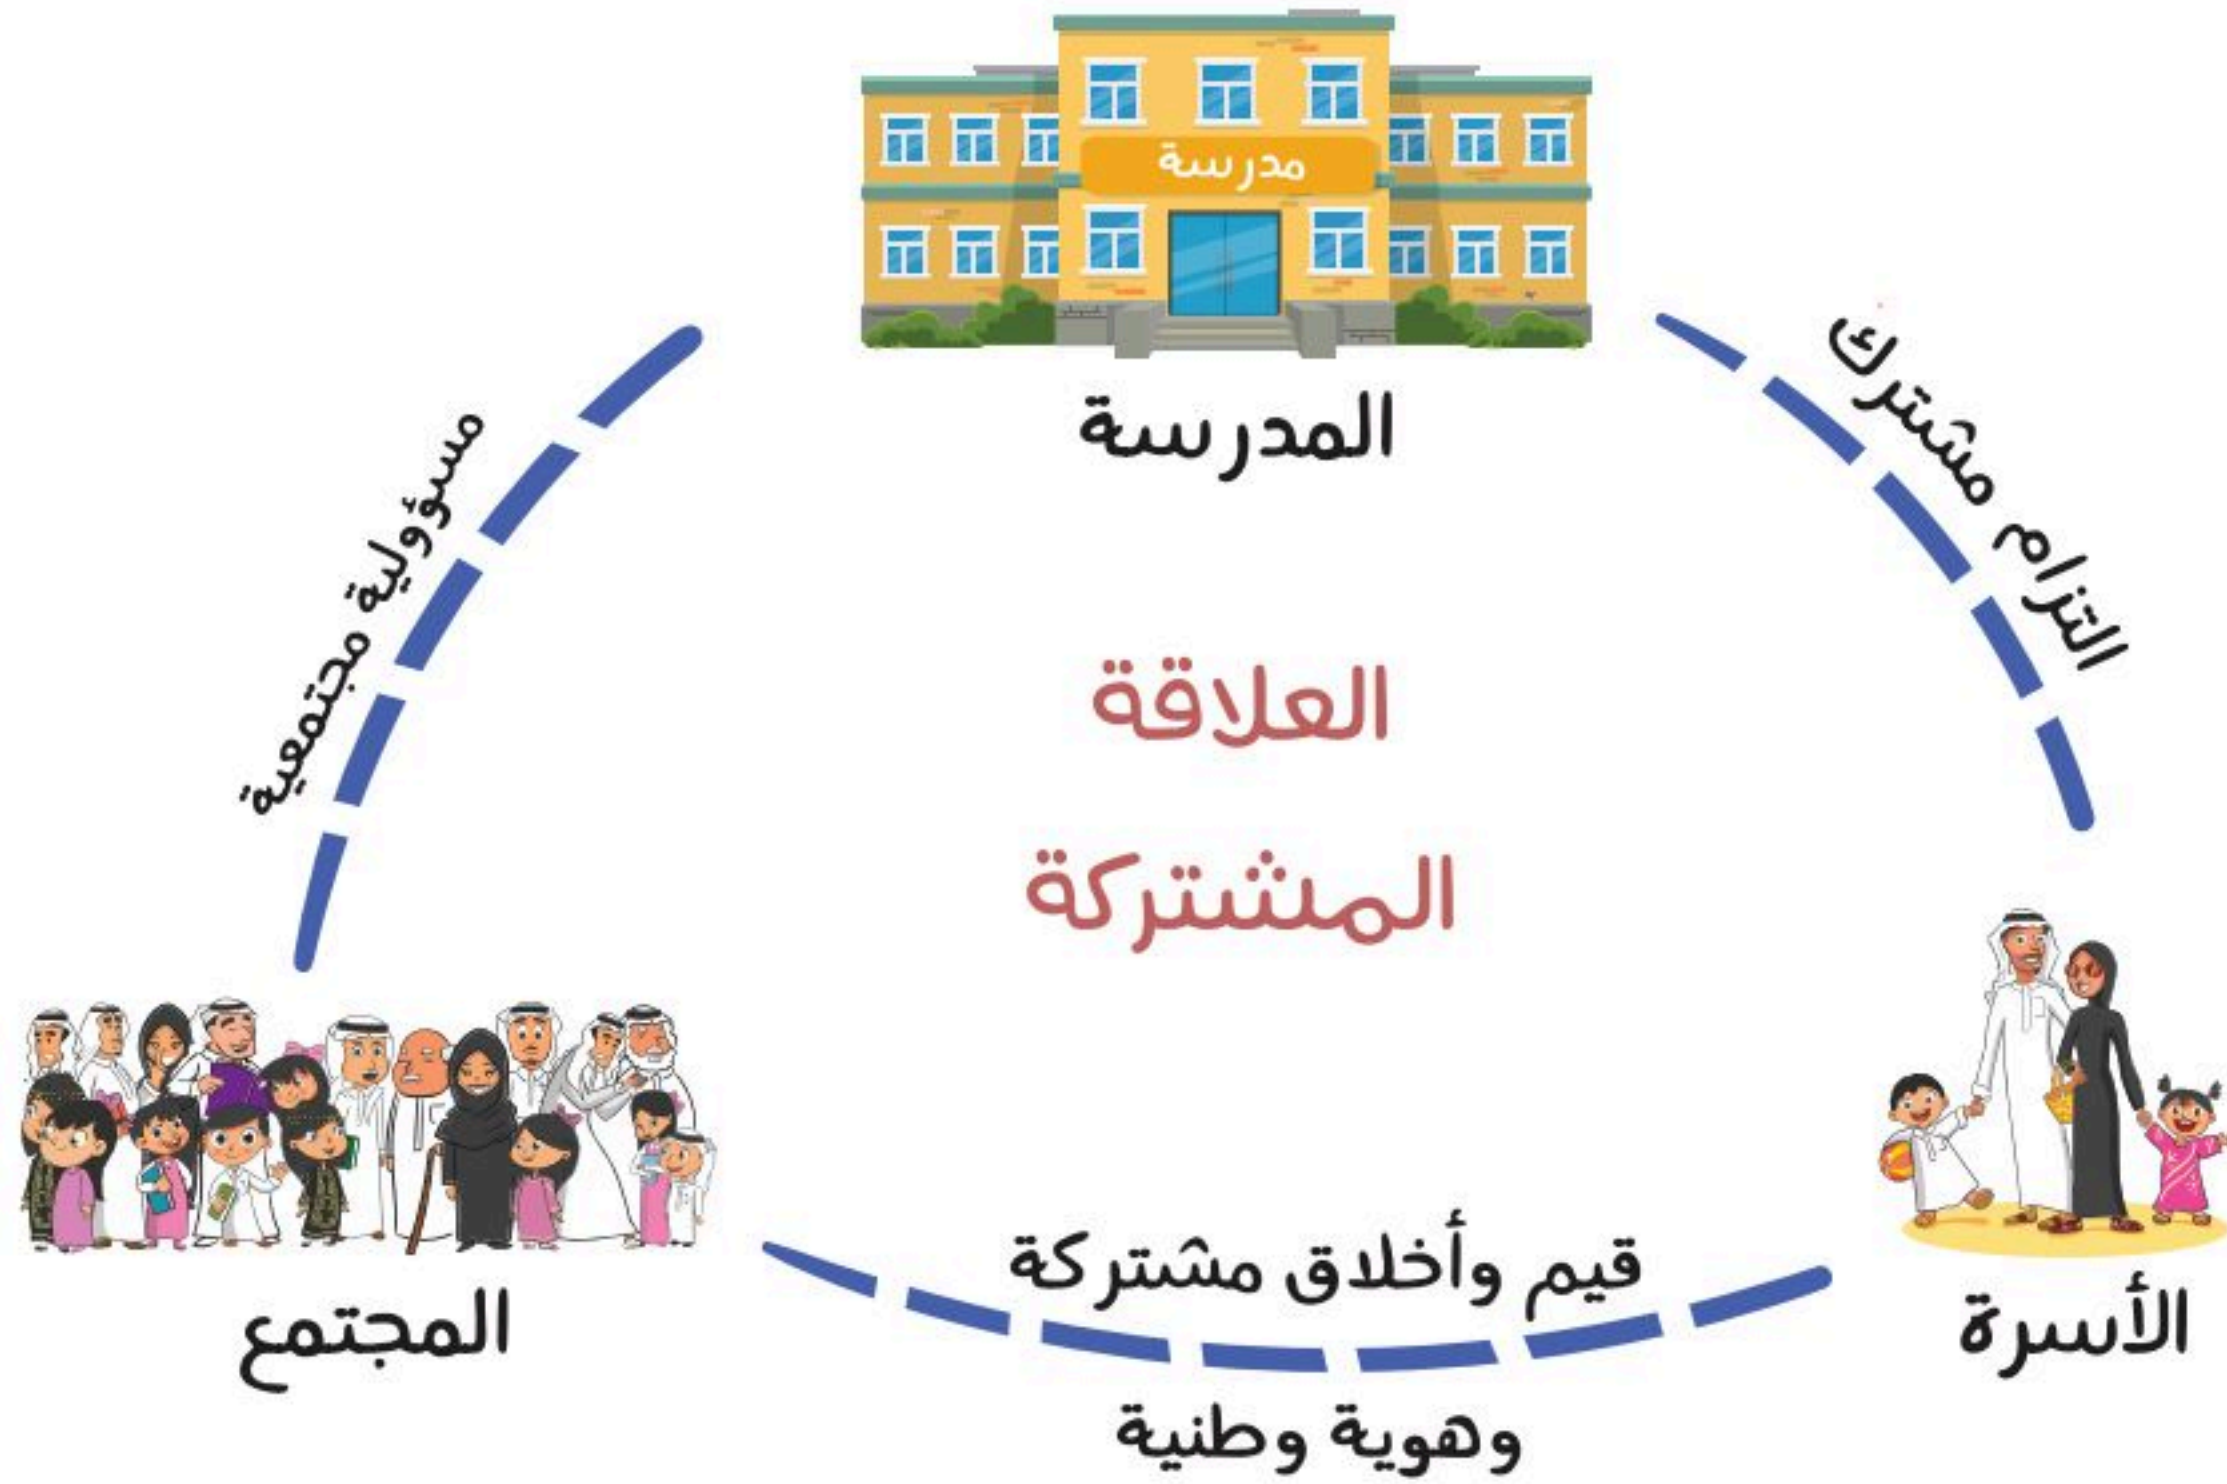 مدرسة
المدرسة
التزام مشترك
مسؤولية مجتمعية
العلاقة
المشتركة
الأسرة
المجتمع
قيم وأخلاق مشتركة
وهوية وطنية